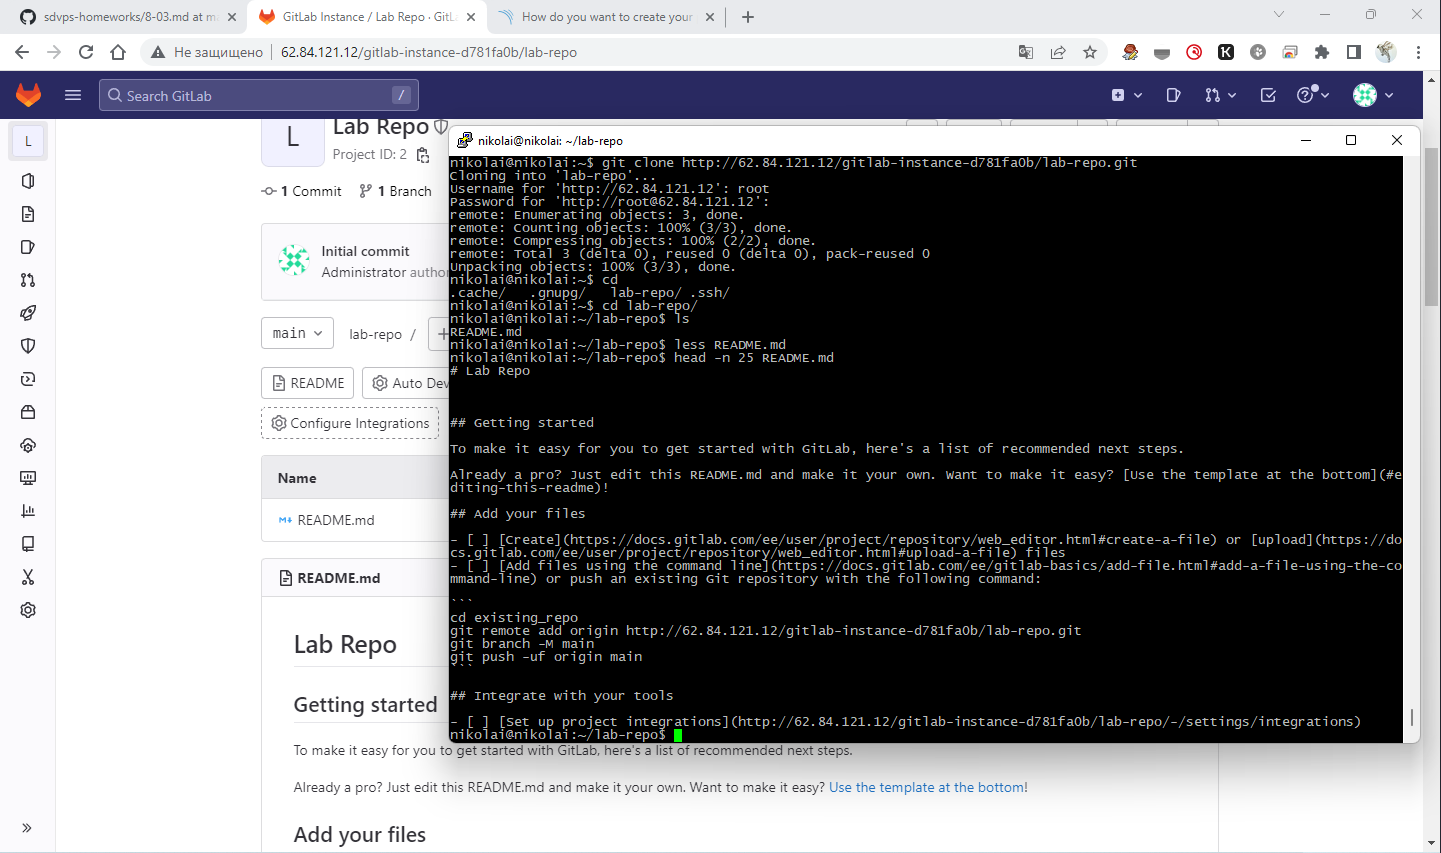 sdvps-homeworks/8-03.md at m
GitLab Instance / Lab Repo · GitLa
How do you want to create your
Не защищено
62.84.121.12/gitlab-instance-d781fa0b/lab-repo
Search GitLab
/
L
L
Lab Repo
Project ID: 2
1 Commit
1 Branch
Initial commit
Administrator author
main
lab-repo /
+
README
Auto Dev
Configure Integrations
Name
README.md
README.md
Lab Repo
Getting started
To make it easy for you to get started with GitLab, here's a list of recommended next steps.
Already a pro? Just edit this README.md and make it your own. Want to make it easy? Use the template at the bottom!
Add your files
nikolai@nikolai: ~/lab-repo
nikolai@nikolai:~$ git clone http://62.84.121.12/gitlab-instance-d781fa0b/lab-repo.git
Cloning into 'lab-repo'...
Username for 'http://62.84.121.12': root
Password for 'http://root@62.84.121.12':
remote: Enumerating objects: 3, done.
remote: Counting objects: 100% (3/3), done.
remote: Compressing objects: 100% (2/2), done.
remote: Total 3 (delta 0), reused 0 (delta 0), pack-reused 0
Unpacking objects: 100% (3/3), done.
nikolai@nikolai:~$ cd
.cache/ .gnupg/ lab-repo/ .ssh/
nikolai@nikolai:~$ cd lab-repo/
nikolai@nikolai:~/lab-repo$ ls
README.md
nikolai@nikolai:~/lab-repo$ less README.md
nikolai@nikolai:~/lab-repo$ head -n 25 README.md
# Lab Repo
## Getting started
To make it easy for you to get started with GitLab, here's a list of recommended next steps.
Already a pro? Just edit this README.md and make it your own. Want to make it easy? [Use the template at the bottom](#e
diting-this-readme)!
## Add your files
- [ ] [Create](https://docs.gitlab.com/ee/user/project/repository/web_editor.html#create-a-file) or [upload](https://do
cs.gitlab.com/ee/user/project/repository/web_editor.html#upload-a-file) files
- [ ] [Add files using the command line](https://docs.gitlab.com/ee/gitlab-basics/add-file.html#add-a-file-using-the-co
mmand-line) or push an existing Git repository with the following command:
```
cd existing_repo
git remote add origin http://62.84.121.12/gitlab-instance-d781fa0b/lab-repo.git
git branch -M main
git push -uf origin main
```
## Integrate with your tools
- [ ] [Set up project integrations](http://62.84.121.12/gitlab-instance-d781fa0b/lab-repo/-/settings/integrations)
nikolai@nikolai:~/lab-repo$